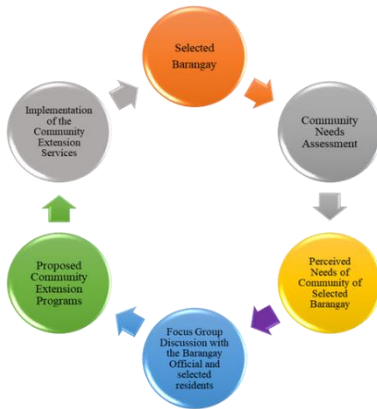 Selected
Barangay
Community
Needs
Assessment
Perceived
Needs of
Community of
Selected
Barangay
Focus Group
Discussion with
the Barangay
Official and
selected
residents
Proposed
Community
Extension
Programs
Implementation
of the
Community
Extension
Services